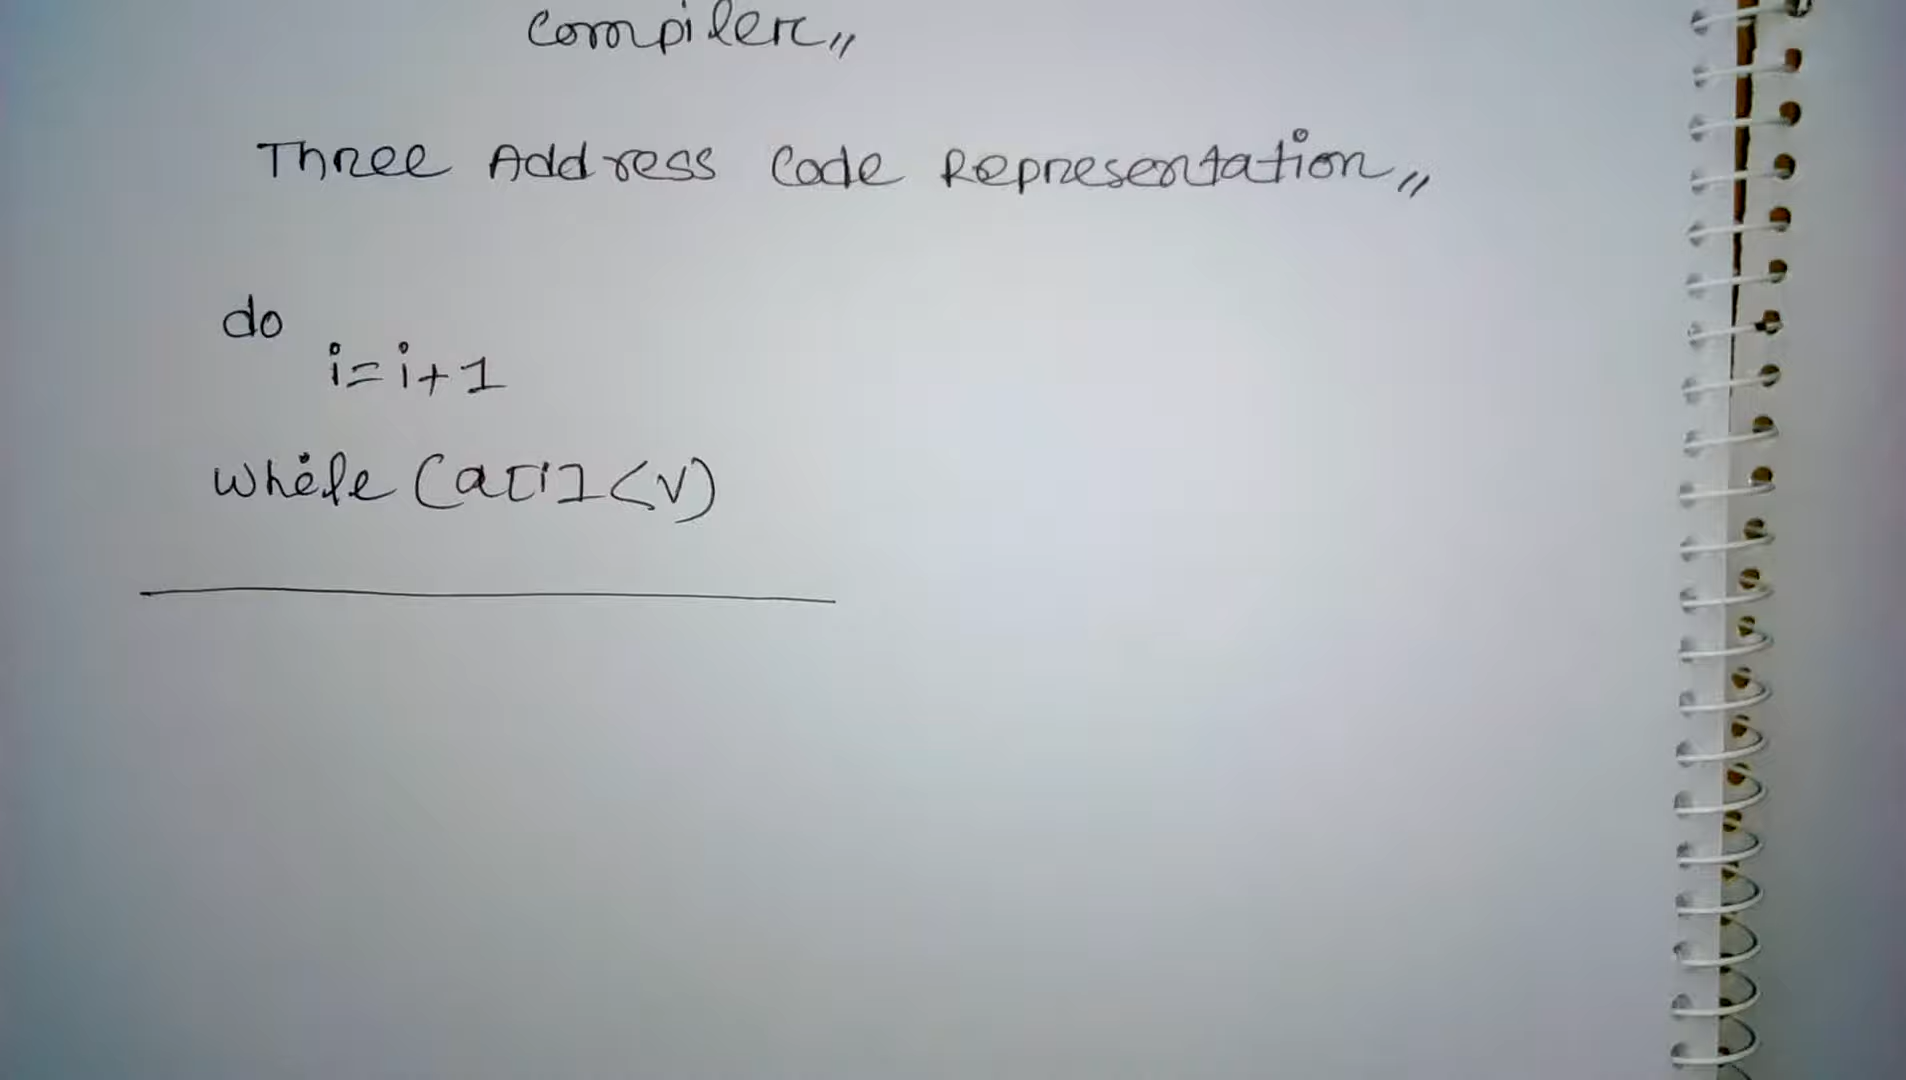 Compiler,,
Three Address Code Representation,,
do
i=i+1
while (a[i]<v)